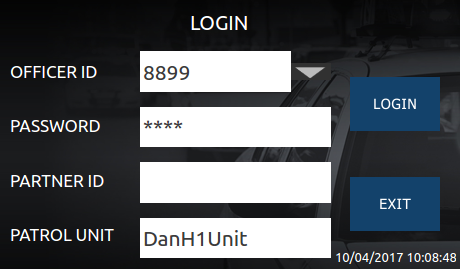 LOGIN
OFFICER ID 8899
LOGIN
PASSWORD ****
PARTNER ID
EXIT
PATROL UNIT DanH1Unit
10/04/2017 10:08:48